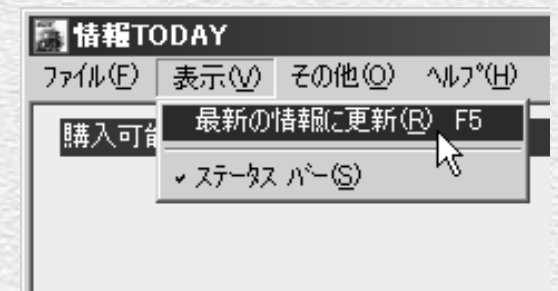 情報TODAY
ﾌｧｲﾙ(F) 表示(V) その他(O) ﾍﾙﾌﾟ(H)
最新の情報に更新(R) F5
購入可
✓ ｽﾃｰﾀｽ ﾊﾞｰ(S)